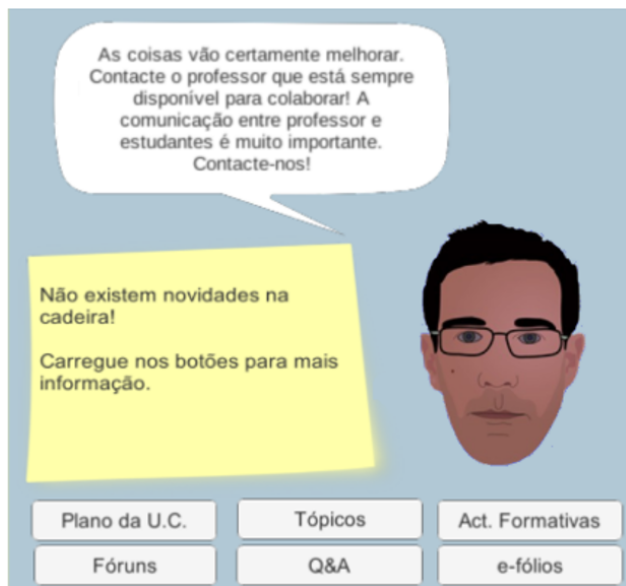 As coisas vão certamente melhorar.
Contacte o professor que está sempre
disponível para colaborar! A
comunicação entre professor e
estudantes é muito importante.
Contacte-nos!
Não existem novidades na
cadeira!
Carregue nos botões para mais
informação.
Plano da U.C.
Tópicos
Act. Formativas
Fóruns
Q&A
e-fólios